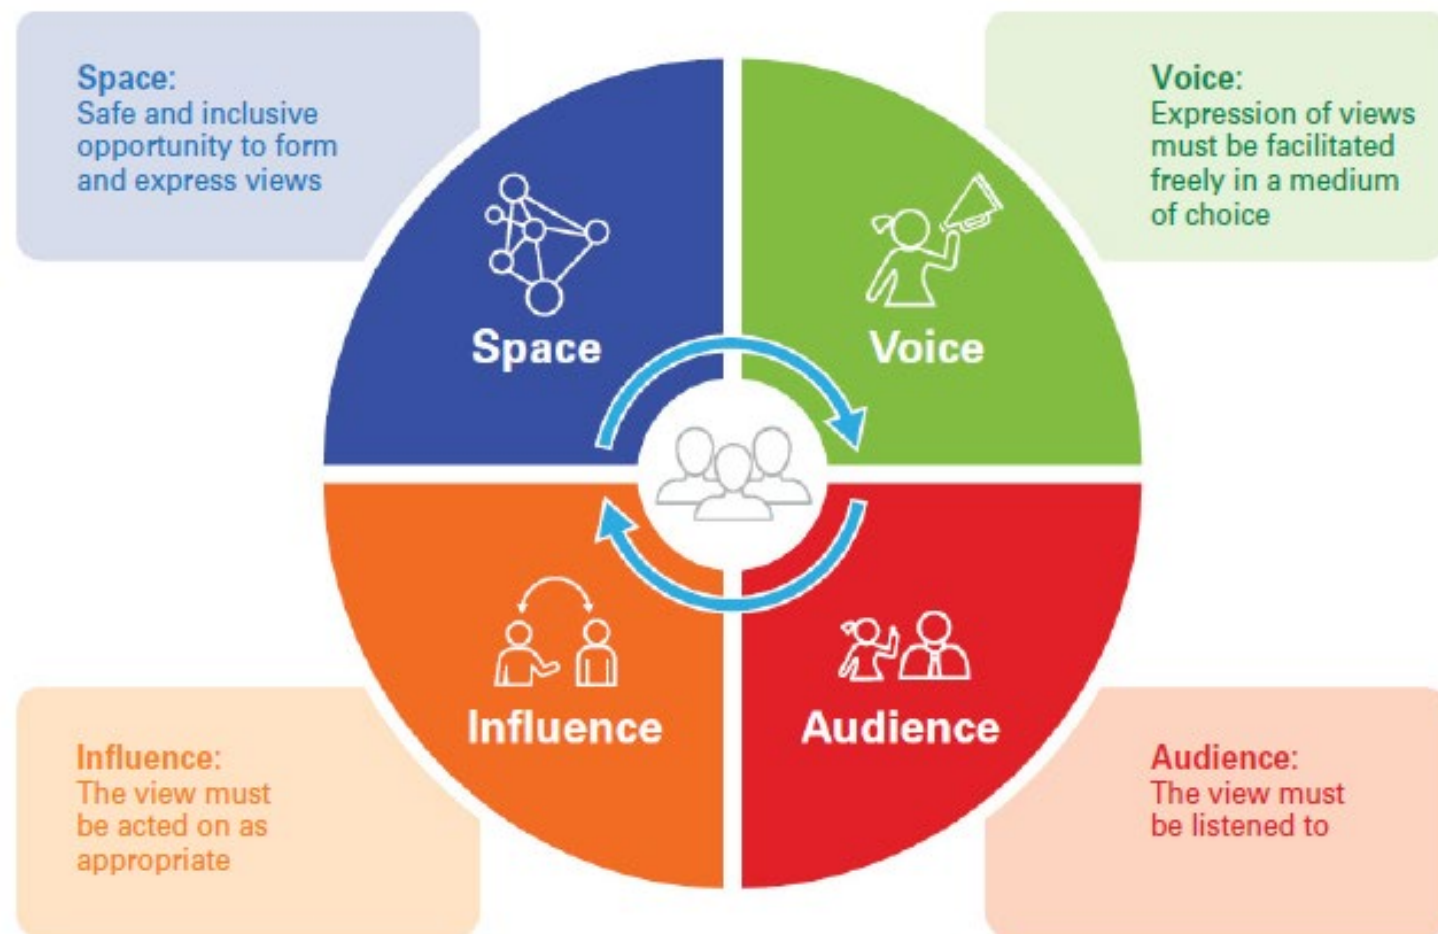 Space:
Safe and inclusive
opportunity to form
and express views
Voice:
Expression of views
must be facilitated
freely in a medium
of choice
Space
Voice
Influence
Audience
Influence:
The view must
be acted on as
appropriate
Audience:
The view must
be listened to